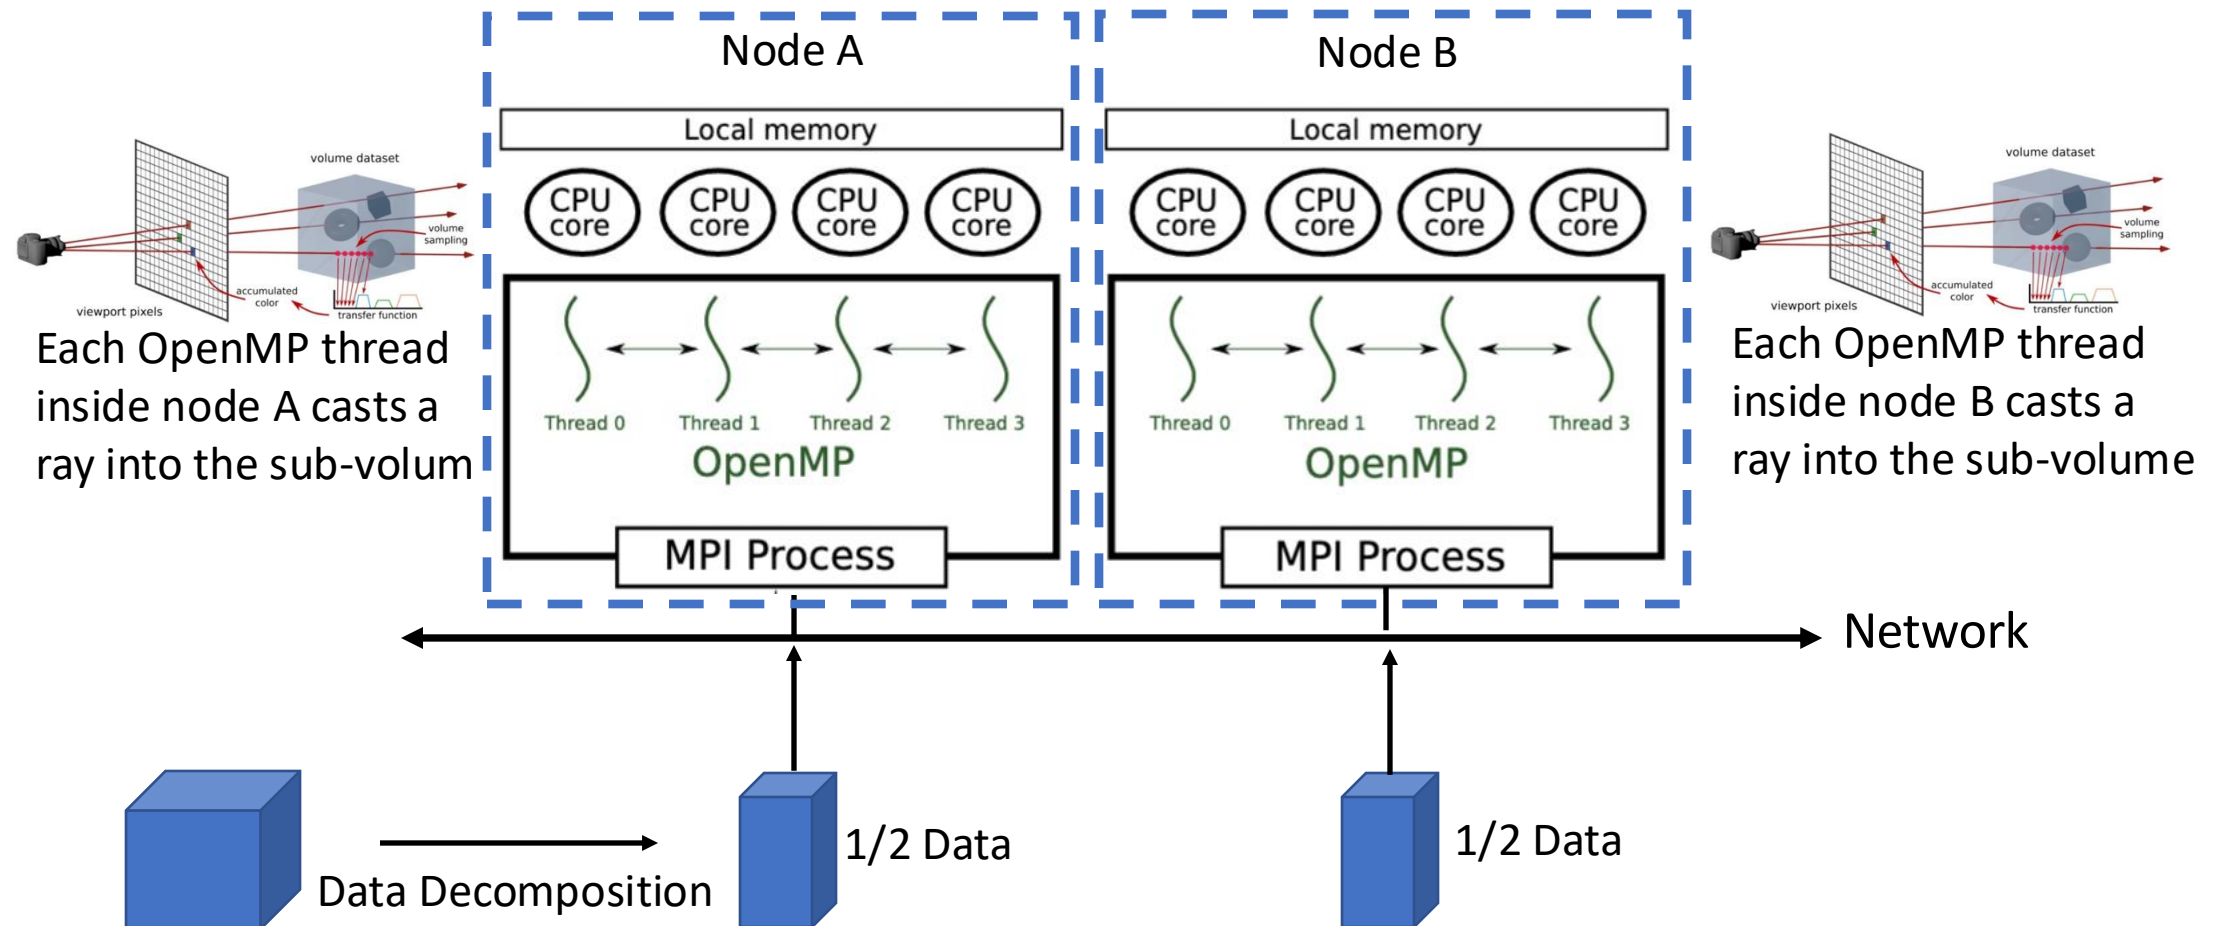 Node A
Local memory
CPU core
CPU core
CPU core
CPU core
Thread 0
Thread 1
Thread 2
Thread 3
OpenMP
MPI Process
Node B
Local memory
CPU core
CPU core
CPU core
CPU core
Thread 0
Thread 1
Thread 2
Thread 3
OpenMP
MPI Process
volume dataset
volume
sampling
accumulated
color
viewport pixels
transfer function
Each OpenMP thread
inside node A casts a
ray into the sub-volum
volume dataset
volume
sampling
accumulated
color
viewport pixels
transfer function
Each OpenMP thread
inside node B casts a
ray into the sub-volume
Network
Data Decomposition
1/2 Data
1/2 Data